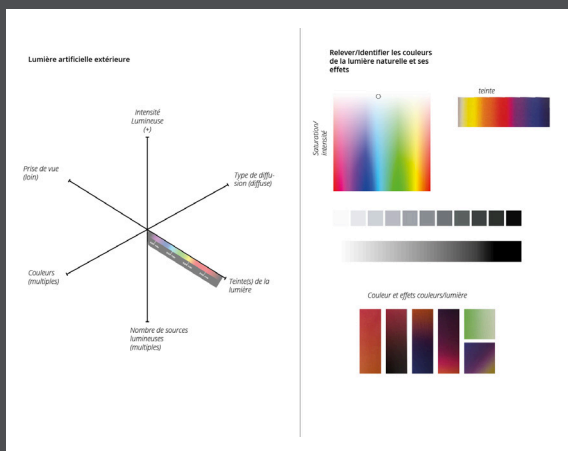 Lumière artificielle extérieure
Intensité
Lumineuse
(+)
Prise de vue
(loin)
Type de diffu-
sion (diffuse)
Couleurs
(multiples)
Teinte(s) de la
lumière
Nombre de sources
lumineuses
(multiples)
Relever/Identifier les couleurs
de la lumière naturelle et ses
effets
teinte
Saturation/
intensité
Couleur et effets couleurs/lumière